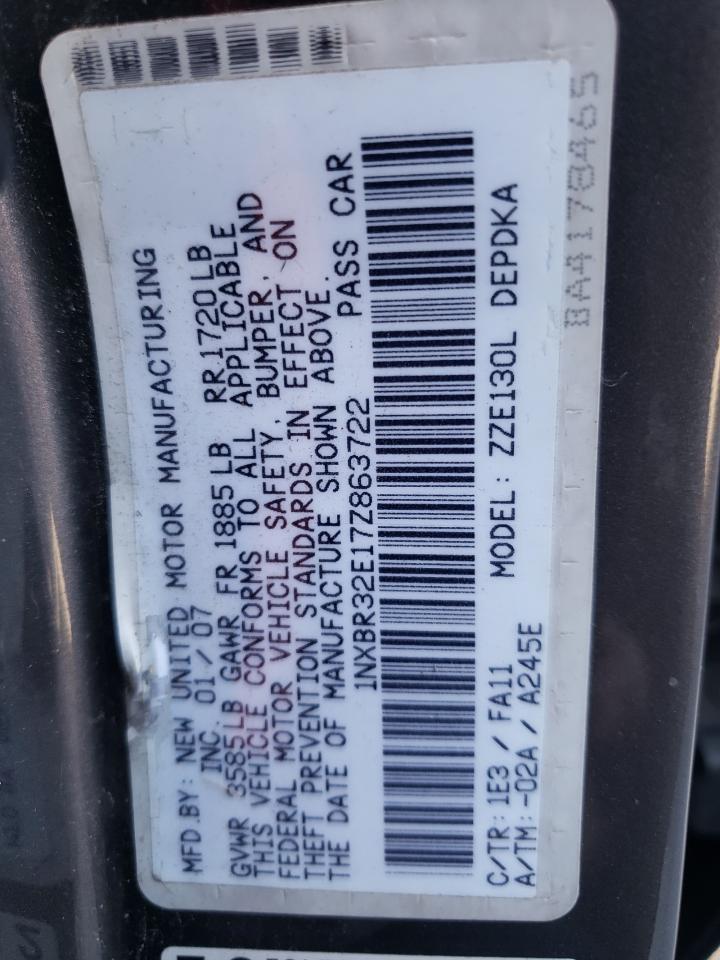 MFD.BY: NEW UNITED MOTOR MANUFACTURING
INC. 01/07
GVWR 3585LB GAWR FR 1885LB RR 1720LB
THIS VEHICLE CONFORMS TO ALL APPLICABLE
FEDERAL MOTOR VEHICLE SAFETY, BUMPER, AND
THEFT PREVENTION STANDARDS IN EFFECT ON
THE DATE OF MANUFACTURE SHOWN ABOVE.
1NXBR32E17Z863722 PASS CAR
C/TR: 1E3 / FA11 MODEL: ZZE130L DEPDKA
A/TM: -02A / A245E
BA4178465